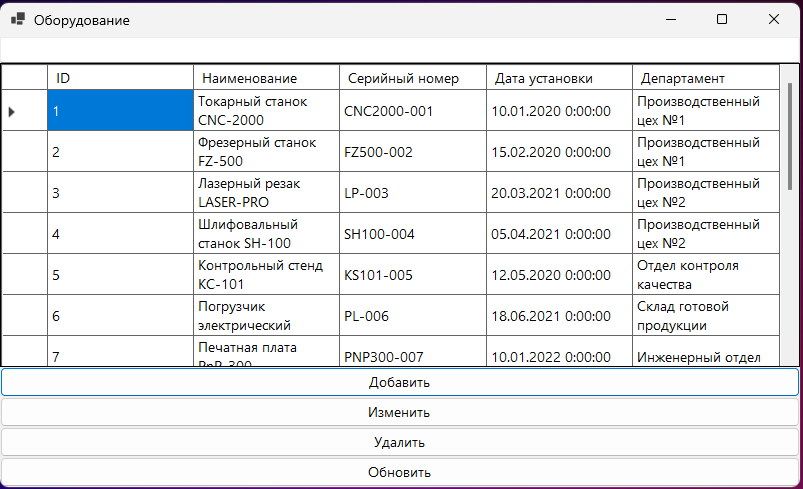 Оборудование
ID Наименование Серийный номер Дата установки Департамент
1 Токарный станок CNC2000-001 10.01.2020 0:00:00 Производственный
CNC-2000 цех №1
2 Фрезерный станок FZ500-002 15.02.2020 0:00:00 Производственный
FZ-500 цех №1
3 Лазерный резак LP-003 20.03.2021 0:00:00 Производственный
LASER-PRO цех №2
4 Шлифовальный SH100-004 05.04.2021 0:00:00 Производственный
станок SH-100 цех №2
5 Контрольный стенд KS101-005 12.05.2020 0:00:00 Отдел контроля
КС-101 качества
6 Погрузчик PL-006 18.06.2021 0:00:00 Склад готовой
электрический продукции
7 Печатная плата PNP300-007 10.01.2022 0:00:00 Инженерный отдел
PnP-300
Добавить
Изменить
Удалить
Обновить